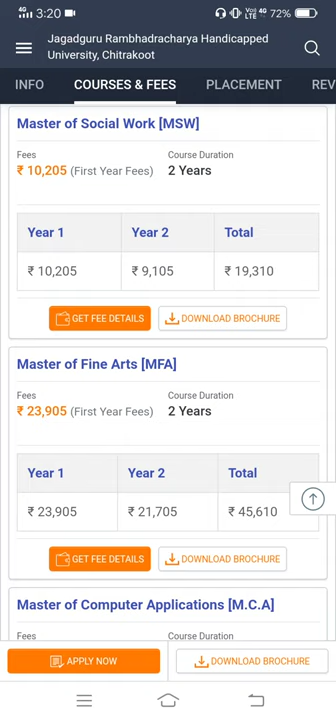 4G 3:20 Vo) 4G LTE 72%
Jagadguru Rambhadracharya Handicapped
University, Chitrakoot
INFO COURSES & FEES PLACEMENT REV
Master of Social Work [MSW]
Fees Course Duration
₹ 10,205 (First Year Fees) 2 Years
Year 1 Year 2 Total
₹ 10,205 ₹ 9,105 ₹ 19,310
GET FEE DETAILS DOWNLOAD BROCHURE
Master of Fine Arts [MFA]
Fees Course Duration
₹ 23,905 (First Year Fees) 2 Years
Year 1 Year 2 Total
₹ 23,905 ₹ 21,705 ₹ 45,610
GET FEE DETAILS DOWNLOAD BROCHURE
Master of Computer Applications [M.C.A]
Fees Course Duration
APPLY NOW DOWNLOAD BROCHURE